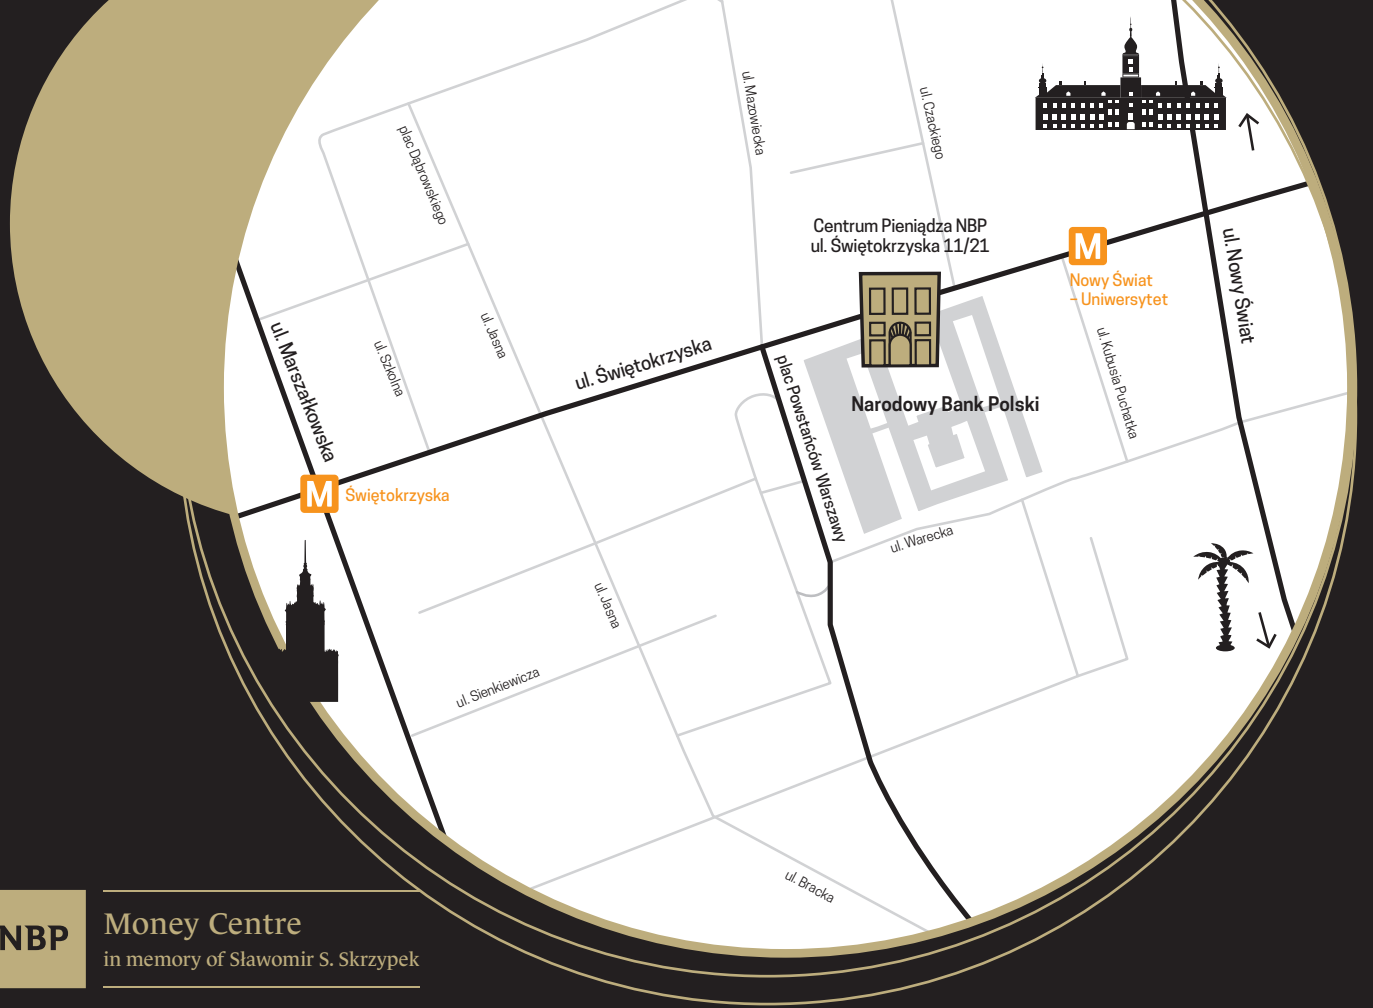 ul. Mazowiecka
ul. Czackiego
plac Dąbrowskiego
Centrum Pieniądza NBP
ul. Świętokrzyska 11/21
M
Nowy Świat
– Uniwersytet
ul. Nowy Świat
ul. Marszałkowska
ul. Szkolna
ul. Jasna
ul. Świętokrzyska
plac Powstańców Warszawy
Narodowy Bank Polski
ul. Kubusia Puchatka
M
Świętokrzyska
ul. Warecka
ul. Jasna
ul. Sienkiewicza
ul. Bracka
NBP
Money Centre
in memory of Sławomir S. Skrzypek